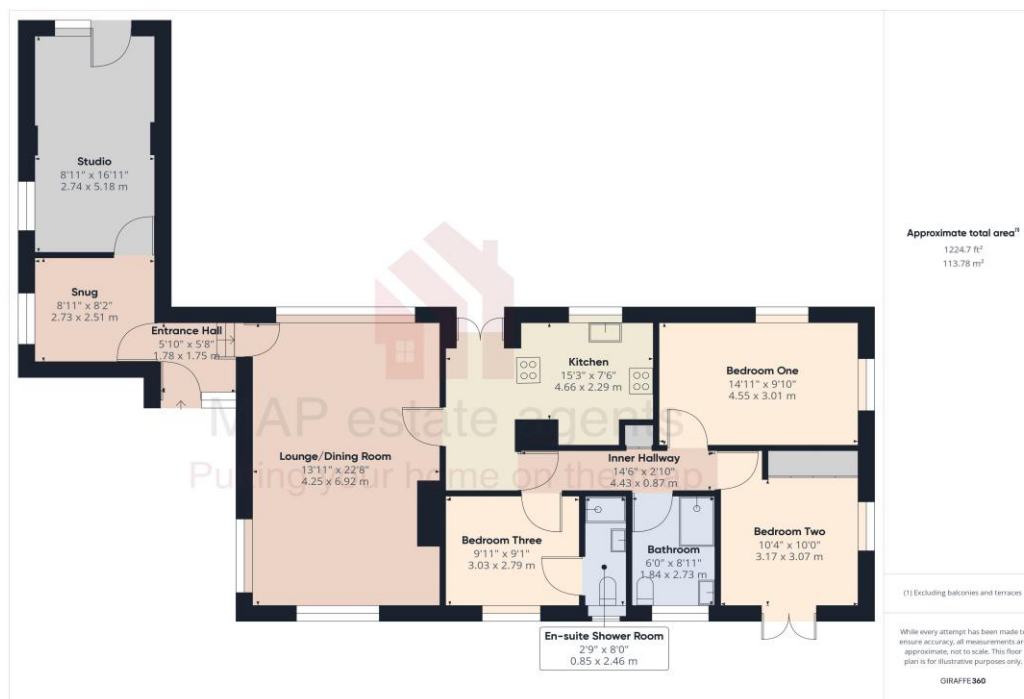 Studio
8'11" x 16'11"
2.74 x 5.18 m
Snug
8'11" x 8'2"
2.73 x 2.51 m
Entrance Hall
5'10" x 5'8"
1.78 x 1.75 m
Kitchen
15'3" x 7'6"
4.66 x 2.29 m
Bedroom One
14'11" x 9'10"
4.55 x 3.01 m
MAP estate agents
Putting your home on the map
Lounge/Dining Room
13'11" x 22'8"
4.25 x 6.92 m
Inner Hallway
14'6" x 2'10"
4.43 x 0.87 m
Bedroom Three
9'11" x 9'1"
3.03 x 2.79 m
Bathroom
6'0" x 8'11"
1.84 x 2.73 m
Bedroom Two
10'4" x 10'0"
3.17 x 3.07 m
En-suite Shower Room
2'9" x 8'0"
0.85 x 2.46 m
Approximate total area(1)
1224.7 ft²
113.78 m²
(1) Excluding balconies and terraces
While every attempt has been made to
ensure accuracy, all measurements are
approximate, not to scale. This floor
plan is for illustrative purposes only.
GIRAFFE360